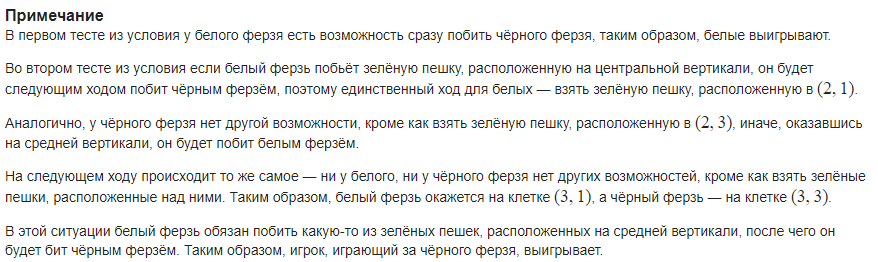 Примечание
В первом тесте из условия у белого ферзя есть возможность сразу побить чёрного ферзя, таким образом, белые выигрывают.
Во втором тесте из условия если белый ферзь побьёт зелёную пешку, расположенную на центральной вертикали, он будет
следующим ходом побит чёрным ферзём, поэтому единственный ход для белых — взять зелёную пешку, расположенную в (2, 1).
Аналогично, у чёрного ферзя нет другой возможности, кроме как взять зелёную пешку, расположенную в (2, 3), иначе, оказавшись
на средней вертикали, он будет побит белым ферзём.
На следующем ходу происходит то же самое — ни у белого, ни у чёрного ферзя нет других возможностей, кроме как взять зелёные
пешки, расположенные над ними. Таким образом, белый ферзь окажется на клетке (3, 1), а чёрный ферзь — на клетке (3, 3).
В этой ситуации белый ферзь обязан побить какую-то из зелёных пешек, расположенных на средней вертикали, после чего он
будет бит чёрным ферзём. Таким образом, игрок, играющий за чёрного ферзя, выигрывает.